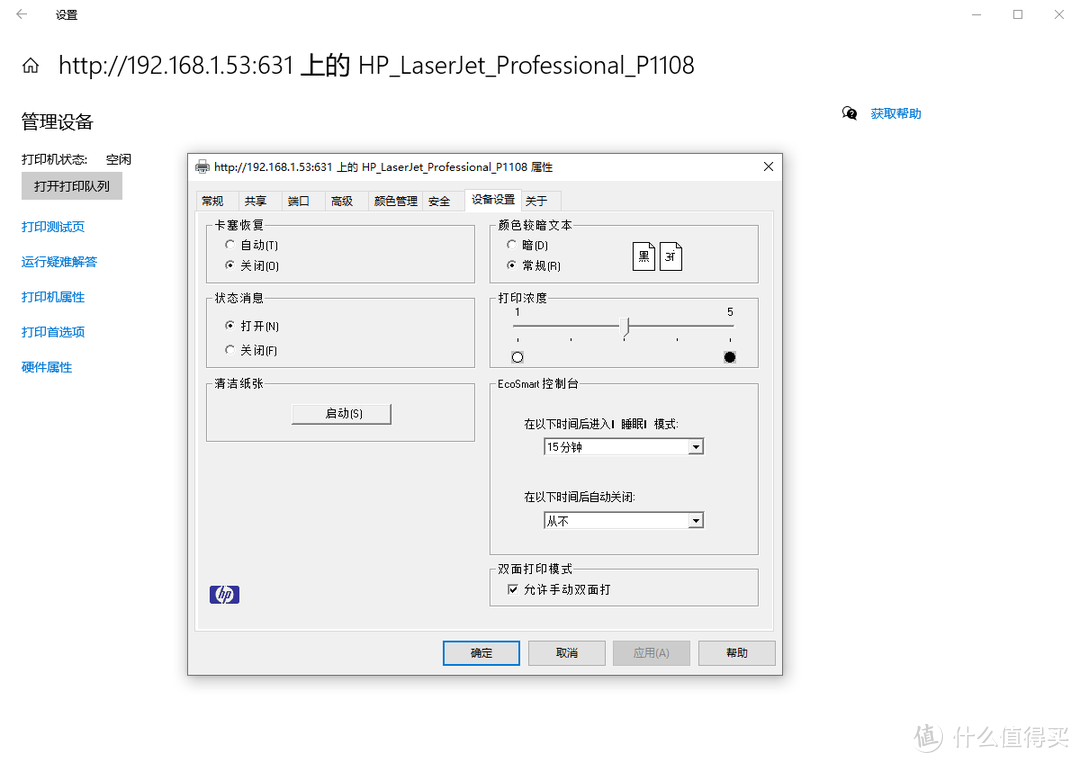 设置
http://192.168.1.53:631 上的 HP_LaserJet_Professional_P1108
管理设备
打印机状态: 空闲
打开打印队列
打印测试页
运行疑难解答
打印机属性
打印首选项
硬件属性
获取帮助
http://192.168.1.53:631 上的 HP_LaserJet_Professional_P1108 属性
常规 共享 端口 高级 颜色管理 安全 设备设置 关于
卡塞恢复
自动(T)
关闭(O)
状态消息
打开(N)
关闭(F)
清洁纸张
启动(S)
颜色较暗文本
暗(D)
常规(R)
黑
打印浓度
1 5
EcoSmart 控制台
在以下时间后进入I 睡眠I 模式:
15分钟
在以下时间后自动关闭:
从不
双面打印模式
允许手动双面打
hp
确定 取消 应用(A) 帮助
值 什么值得买